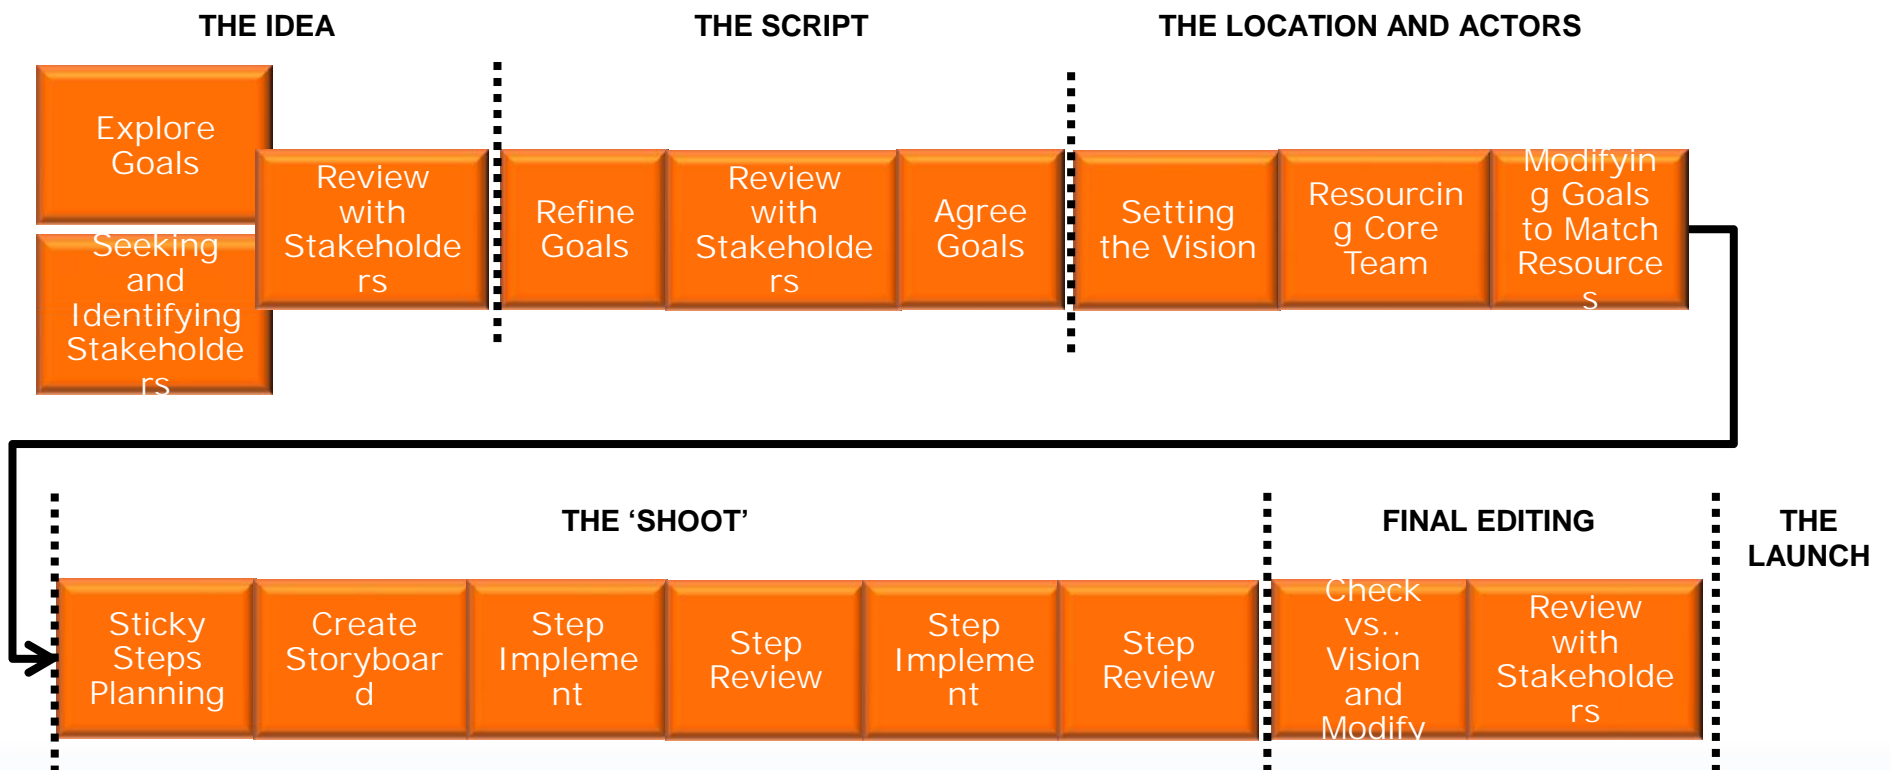 THE IDEA
THE SCRIPT
THE LOCATION AND ACTORS
Explore
Goals
Seeking
and
Identifying
Stakeholde
rs
Review
with
Stakeholde
rs
Refine
Goals
Review
with
Stakeholde
rs
Agree
Goals
Setting
the Vision
Resourcin
g Core
Team
Modifyin
g Goals
to Match
Resource
s
THE ‘SHOOT’
FINAL EDITING
THE
LAUNCH
Sticky
Steps
Planning
Create
Storyboar
d
Step
Impleme
nt
Step
Review
Step
Impleme
nt
Step
Review
Check
vs..
Vision
and
Modify
Review
with
Stakeholde
rs